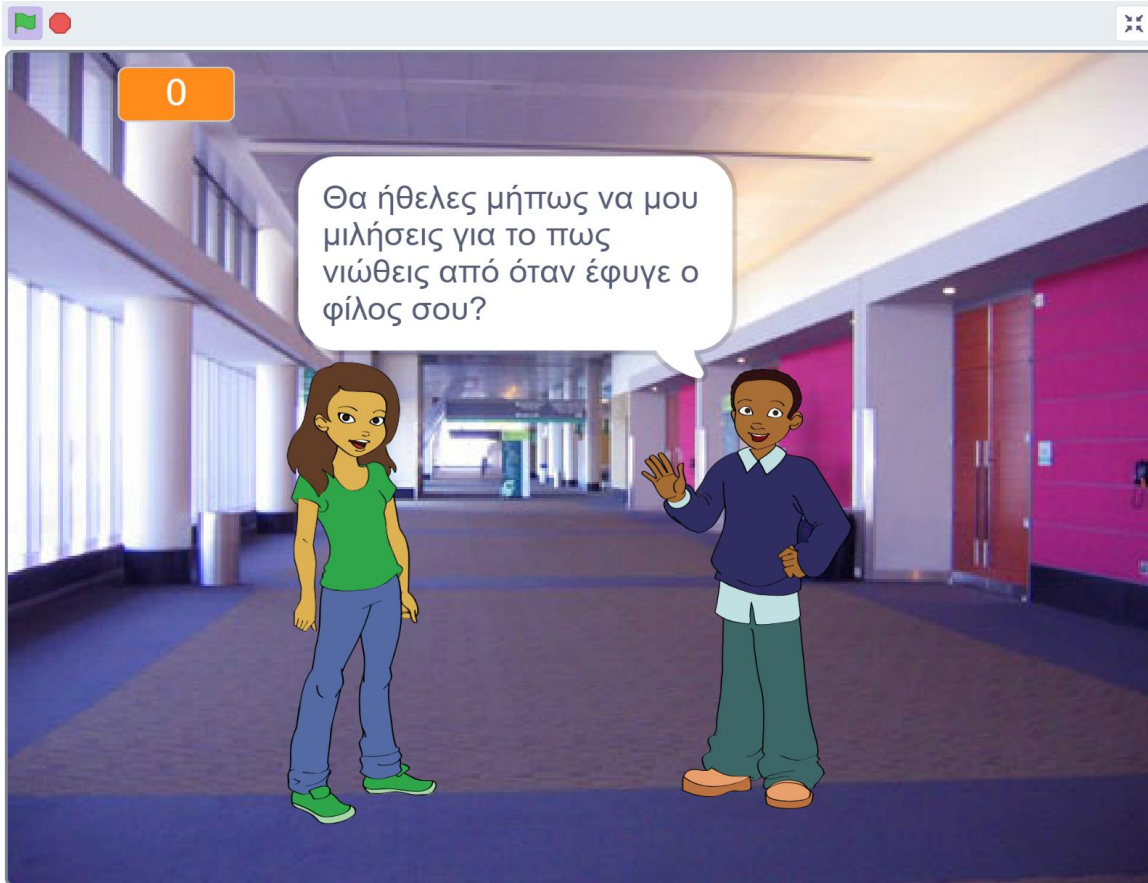 0
Θα ήθελες μήπως να μου
μιλήσεις για το πως
νιώθεις από όταν έφυγε ο
φίλος σου?